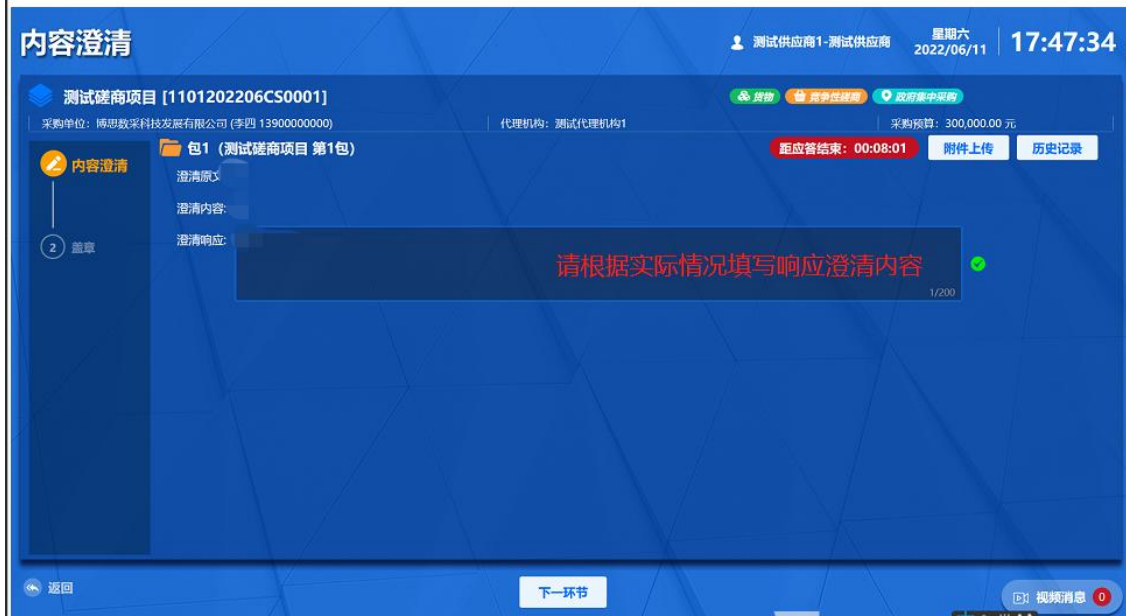 内容澄清
测试供应商1-测试供应商
星期六
2022/06/11
17:47:34
测试磋商项目 [1101202206CS0001]
货物 竞争性磋商 政府集中采购
采购单位：博思数采科技发展有限公司 (李四 13900000000)
代理机构：测试代理机构1
采购预算：300,000.00 元
内容澄清
2 盖章
包1（测试磋商项目 第1包）
距应答结束：00:08:01
附件上传
历史记录
澄清原文
澄清内容:
澄清响应:
请根据实际情况填写响应澄清内容
1/200
返回
下一环节
视频消息 0